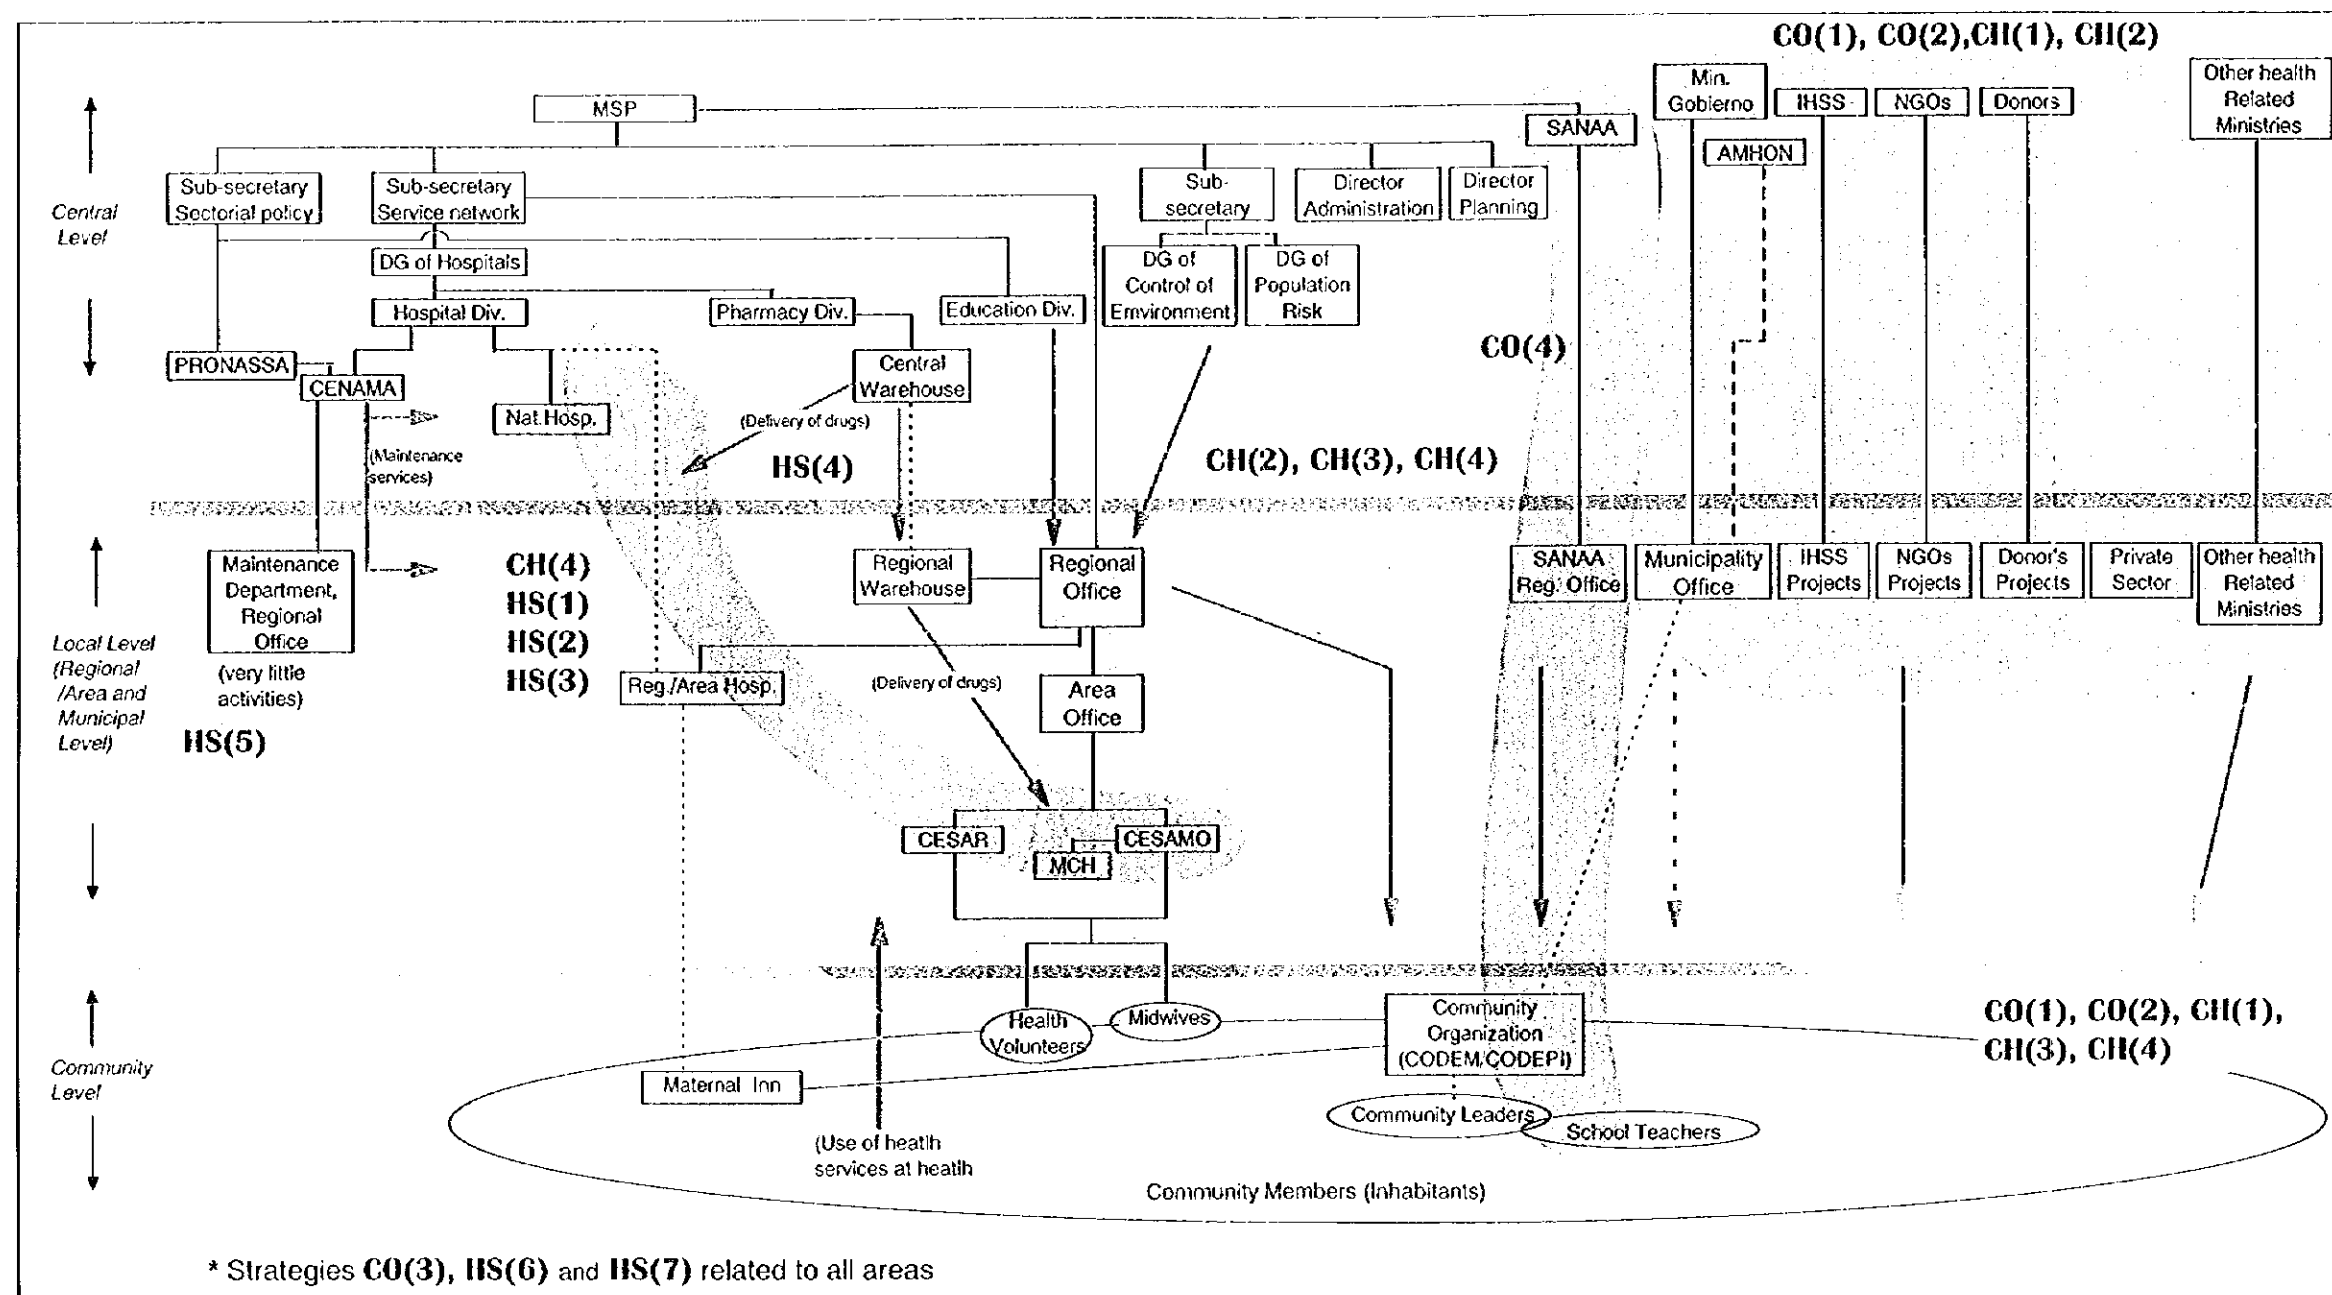 CO(1), CO(2),CH(1), CH(2)
MSP
SANAA
Min.
Gobierno
IHSS
NGOs
Donors
Other health
Related
Ministries
AMHON
Central
Level
Sub-secretary
Sectorial policy
Sub-secretary
Service network
Sub-
secretary
Director
Administration
Director
Planning
DG of Hospitals
DG of
Control of
Environment
DG of
Population
Risk
Hospital Div.
Pharmacy Div.
Education Div.
PRONASSA
CENAMA
Nat.Hosp.
Central
Warehouse
CO(4)
(Delivery of drugs)
(Maintenance
services)
HS(4)
CH(2), CH(3), CH(4)
Local Level
(Regional
/Area and
Municipal
Level)
Maintenance
Department,
Regional
Office
(very little
activities)
HS(5)
CH(4)
HS(1)
HS(2)
HS(3)
Regional
Warehouse
Regional
Office
SANAA
Reg. Office
Municipality
Office
IHSS
Projects
NGOs
Projects
Donor's
Projects
Private
Sector
Other health
Related
Ministries
Reg./Area Hosp.
(Delivery of drugs)
Area
Office
CESAR
CESAMO
MCH
Community
Level
Health
Volunteers
Midwives
Community
Organization
(CODEM/CODEPI)
CO(1), CO(2), CH(1),
CH(3), CH(4)
Maternal Inn
Community Leaders
School Teachers
(Use of heatlh
services at heatlh
Community Members (Inhabitants)
* Strategies CO(3), HS(6) and HS(7) related to all areas